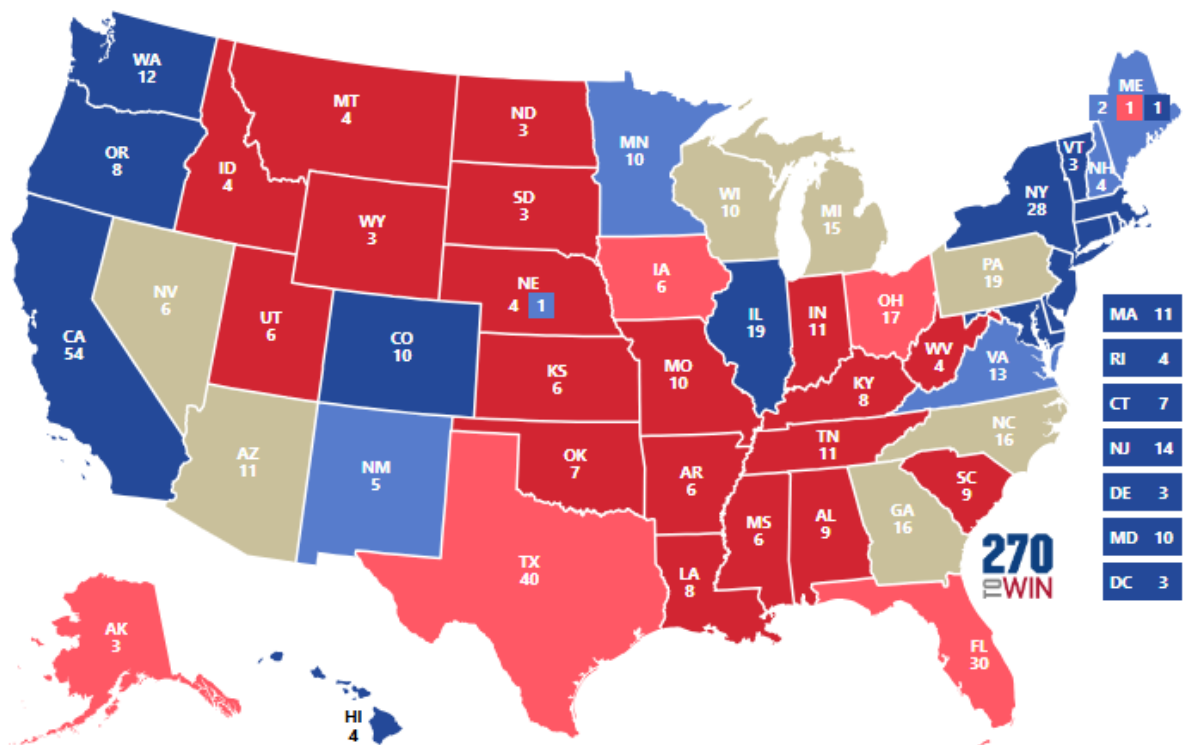 WA
12
OR
8
CA
54
NV
6
ID
4
MT
4
WY
3
UT
6
AZ
11
CO
10
NM
5
ND
3
SD
3
NE
4 1
KS
6
OK
7
TX
40
MN
10
IA
6
MO
10
AR
6
LA
8
WI
10
IL
19
MS
6
MI
15
IN
11
KY
8
TN
11
AL
9
OH
17
WV
4
GA
16
FL
30
SC
9
NC
16
VA
13
PA
19
NY
28
VT
3
NH
4
ME
2 1 1
MA 11
RI 4
CT 7
NJ 14
DE 3
MD 10
DC 3
AK
3
HI
4
270
TO WIN